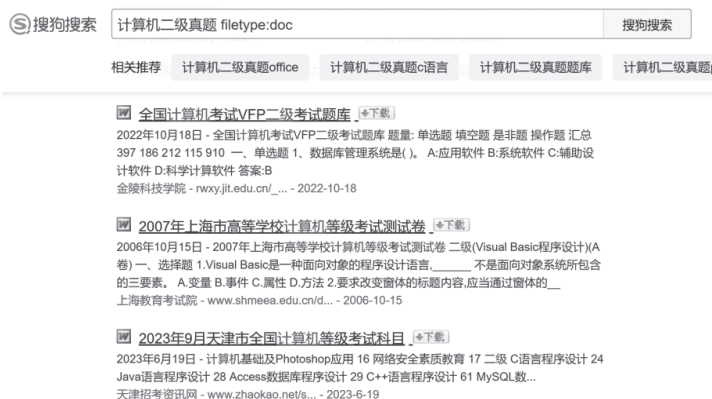 搜狗搜索 计算机二级真题 filetype:doc 搜狗搜索
相关推荐 计算机二级真题office 计算机二级真题c语言 计算机二级真题题库 计算机二级真题
全国计算机考试VFP二级考试题库 下载
2022年10月18日 - 全国计算机考试VFP二级考试题库 题量: 单选题 填空题 是非题 操作题 汇总
397 186 212 115 910 一、单选题 1、数据库管理系统是( )。 A:应用软件 B:系统软件 C:辅助设
计软件 D:科学计算软件 答案:B
金陵科技学院 - rwxy.jit.edu.cn/_... - 2022-10-18
2007年上海市高等学校计算机等级考试测试卷 下载
2006年10月15日 - 2007年上海市高等学校计算机等级考试测试卷 二级(Visual Basic程序设计)(A
卷) 一、选择题 1.Visual Basic是一种面向对象的程序设计语言,______ 不是面向对象系统所包含
的三要素。 A.变量 B.事件 C.属性 D.方法 2.要求改变窗体的标题内容,应当通过窗体的__
上海教育考试院 - www.shmeea.edu.cn/d... - 2006-10-15
2023年9月天津市全国计算机等级考试科目 下载
2023年6月19日 - 计算机基础及Photoshop应用 16 网络安全素质教育 17 二级 C语言程序设计 24
Java语言程序设计 28 Access数据库程序设计 29 C++语言程序设计 61 MySQL数...
天津招考资讯网 - www.zhaokao.net/s... - 2023-6-19